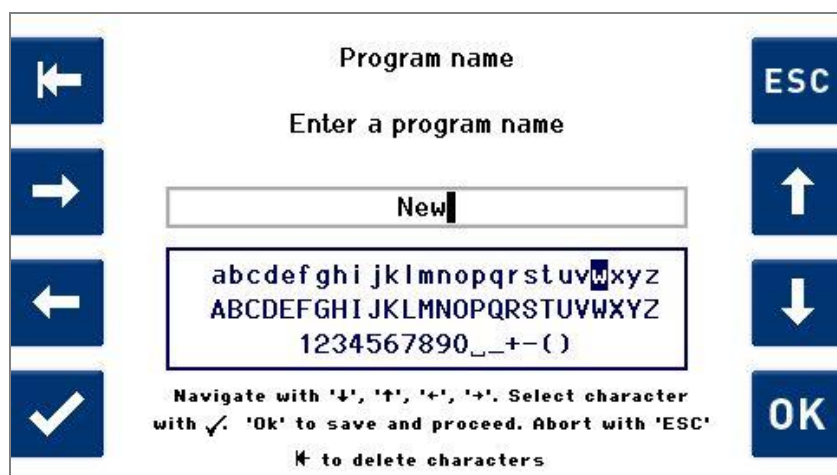 Program name
ESC
Enter a program name
New
abcdefghijklmnopqrstuvwxyz
ABCDEFGHIJKLMNOPQRSTUVWXYZ
1234567890␣_+-()
Navigate with '↓', '↑', '←', '→'. Select character
with ✓. 'Ok' to save and proceed. Abort with 'ESC'
⇤ to delete characters
OK